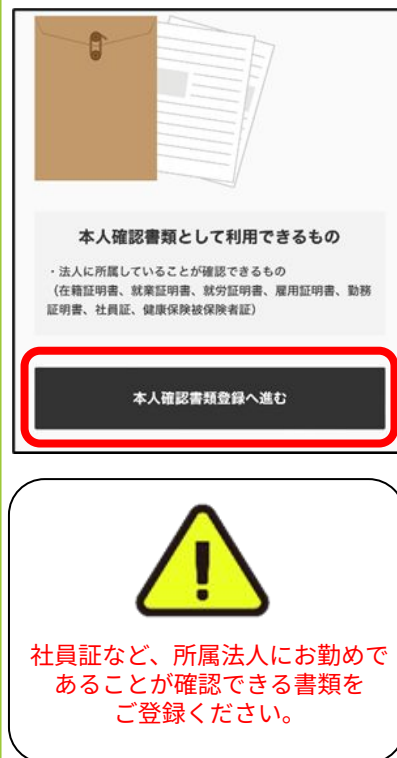 本人確認書類として利用できるもの
・法人に所属していることが確認できるもの
（在籍証明書、就業証明書、就労証明書、雇用証明書、勤務
証明書、社員証、健康保険被保険者証）
本人確認書類登録へ進む
社員証など、所属法人にお勤めで
あることが確認できる書類を
ご登録ください。